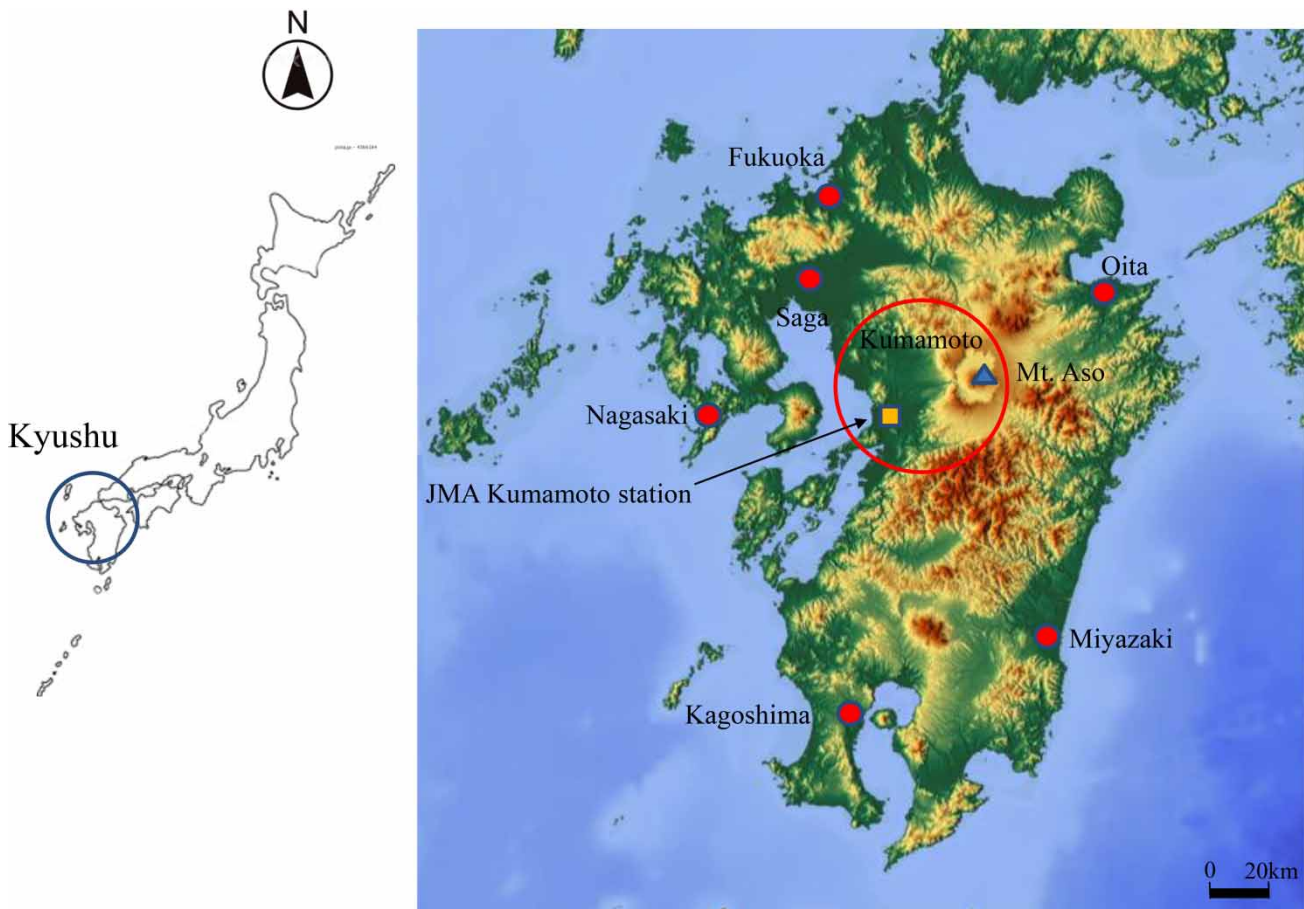 N
Fukuoka
Oita
Saga
Kumamoto
Mt. Aso
Nagasaki
Kyushu
JMA Kumamoto station
Miyazaki
Kagoshima
0 20km